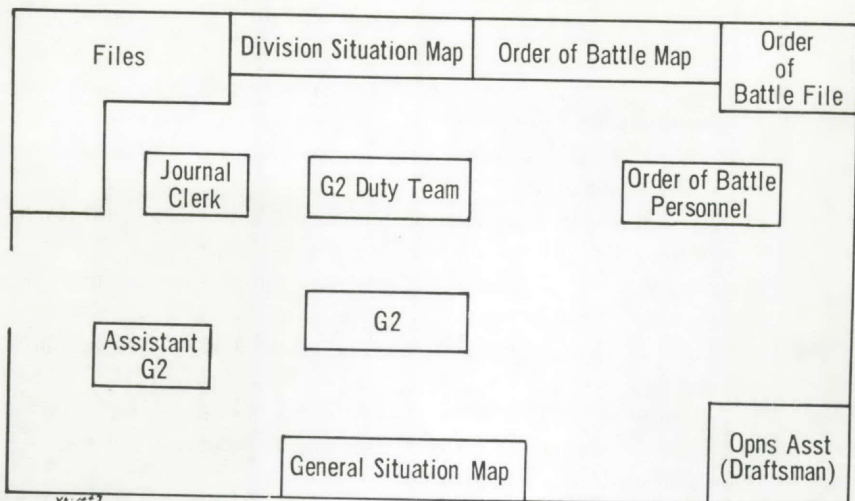 Files
Division Situation Map
Order of Battle Map
Order
of
Battle File
Journal
Clerk
G2 Duty Team
Order of Battle
Personnel
G2
Assistant
G2
General Situation Map
Opns Asst
(Draftsman)